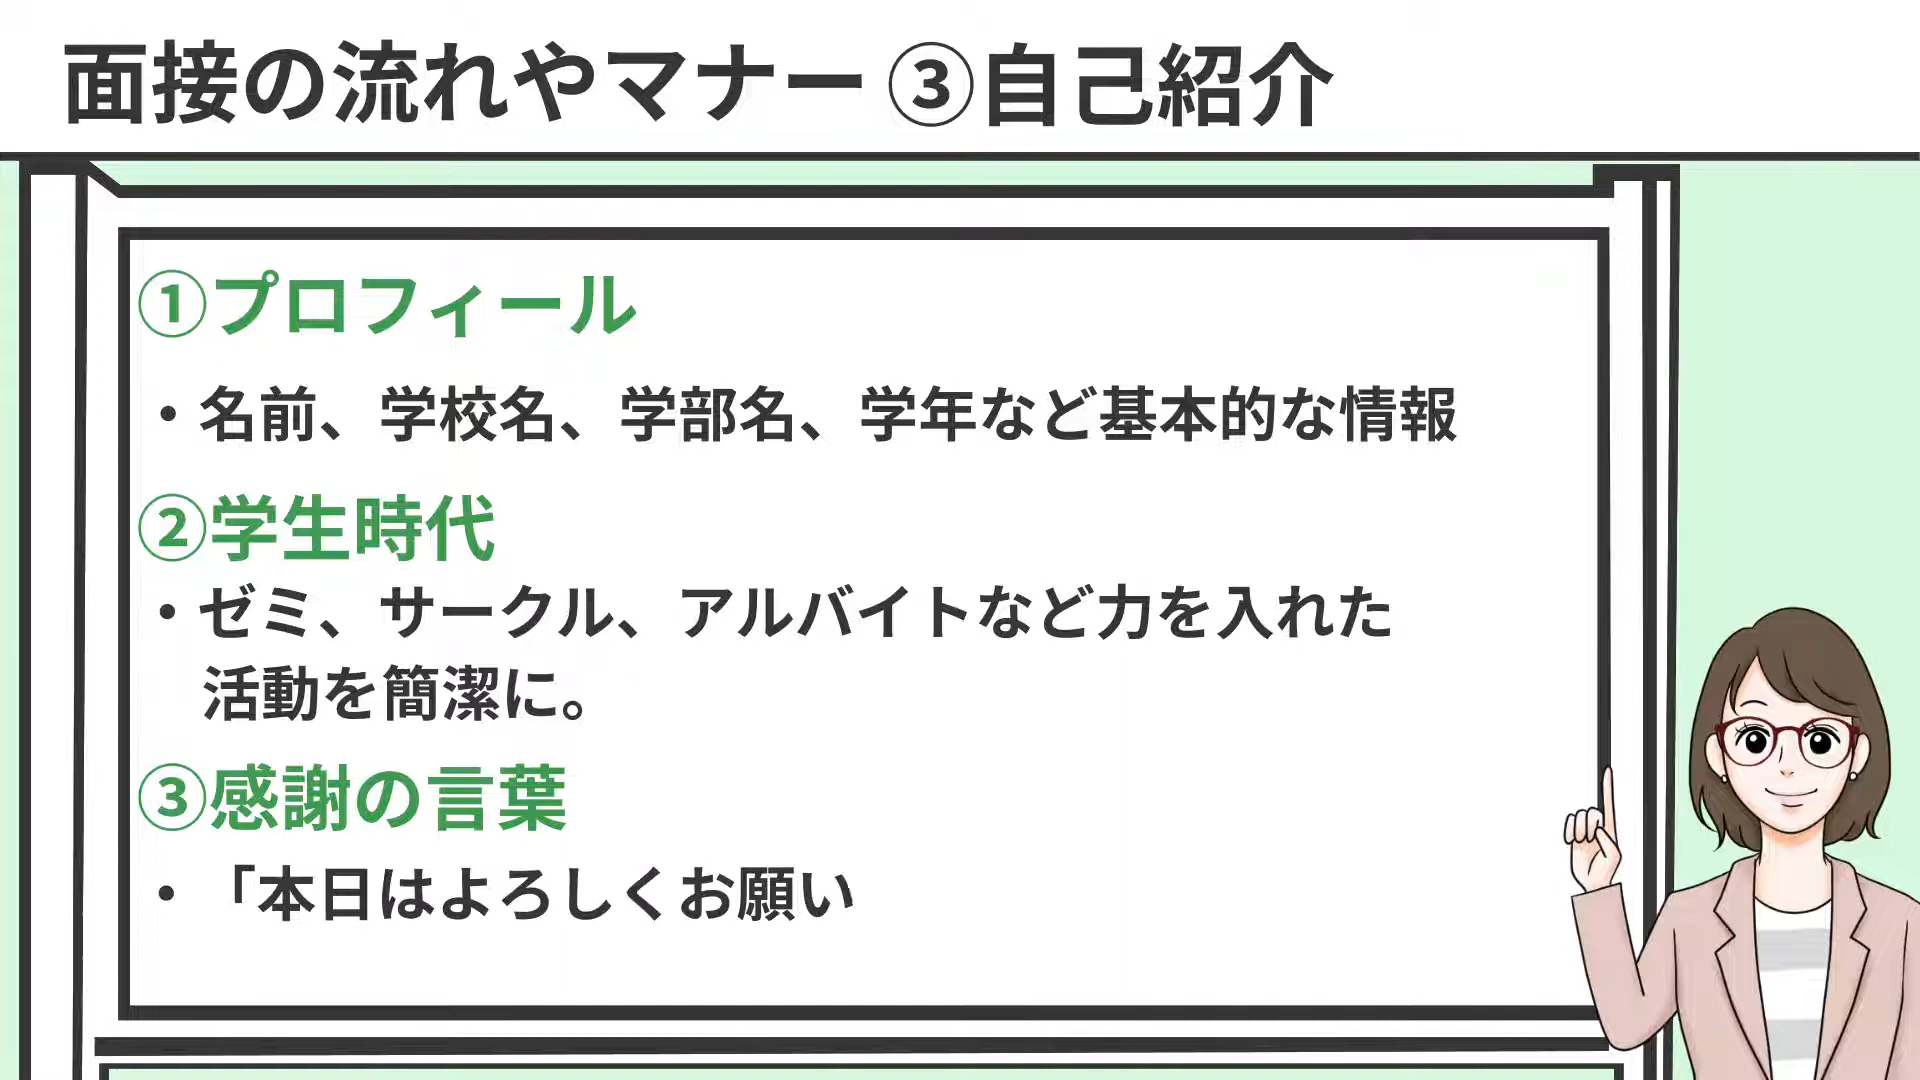 面接の流れやマナー ③自己紹介
①プロフィール
・名前、学校名、学部名、学年など基本的な情報
②学生時代
・ゼミ、サークル、アルバイトなど力を入れた
活動を簡潔に。
③感謝の言葉
・「本日はよろしくお願い